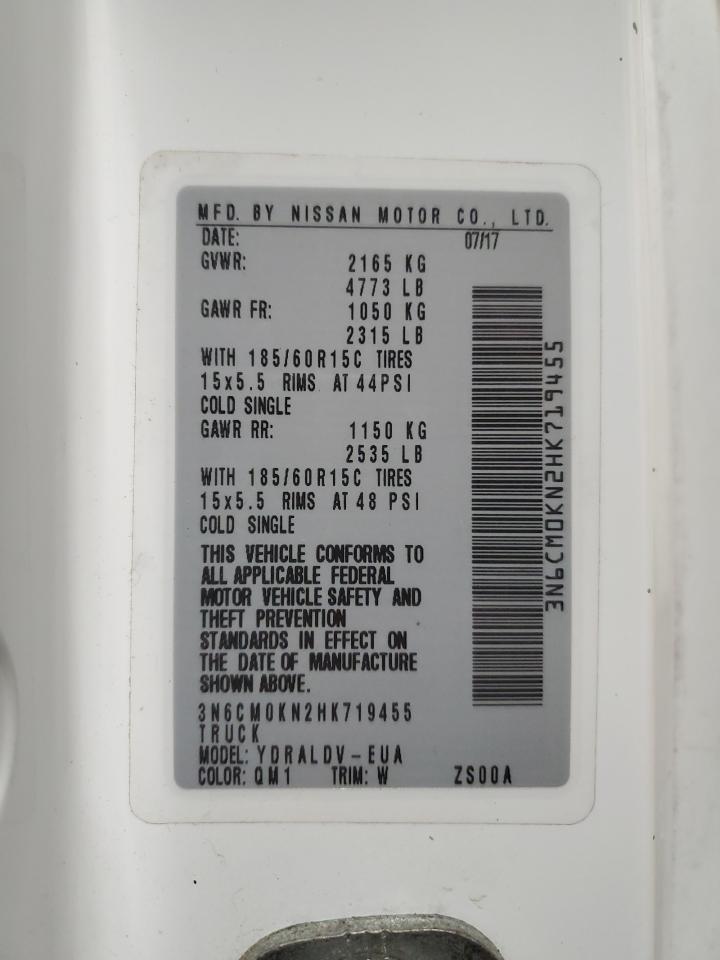 MFD. BY NISSAN MOTOR CO., LTD.
DATE: 07/17
GVWR: 2165 KG
4773 LB
GAWR FR: 1050 KG
2315 LB
WITH 185/60R15C TIRES
15x5.5 RIMS AT 44PSI
COLD SINGLE
GAWR RR: 1150 KG
2535 LB
WITH 185/60R15C TIRES
15x5.5 RIMS AT 48 PSI
COLD SINGLE
THIS VEHICLE CONFORMS TO
ALL APPLICABLE FEDERAL
MOTOR VEHICLE SAFETY AND
THEFT PREVENTION
STANDARDS IN EFFECT ON
THE DATE OF MANUFACTURE
SHOWN ABOVE.
3N6CM0KN2HK719455
TRUCK
MODEL: YDRALDV-EUA
COLOR: QM1 TRIM: W ZS00A
3N6CM0KN2HK719455